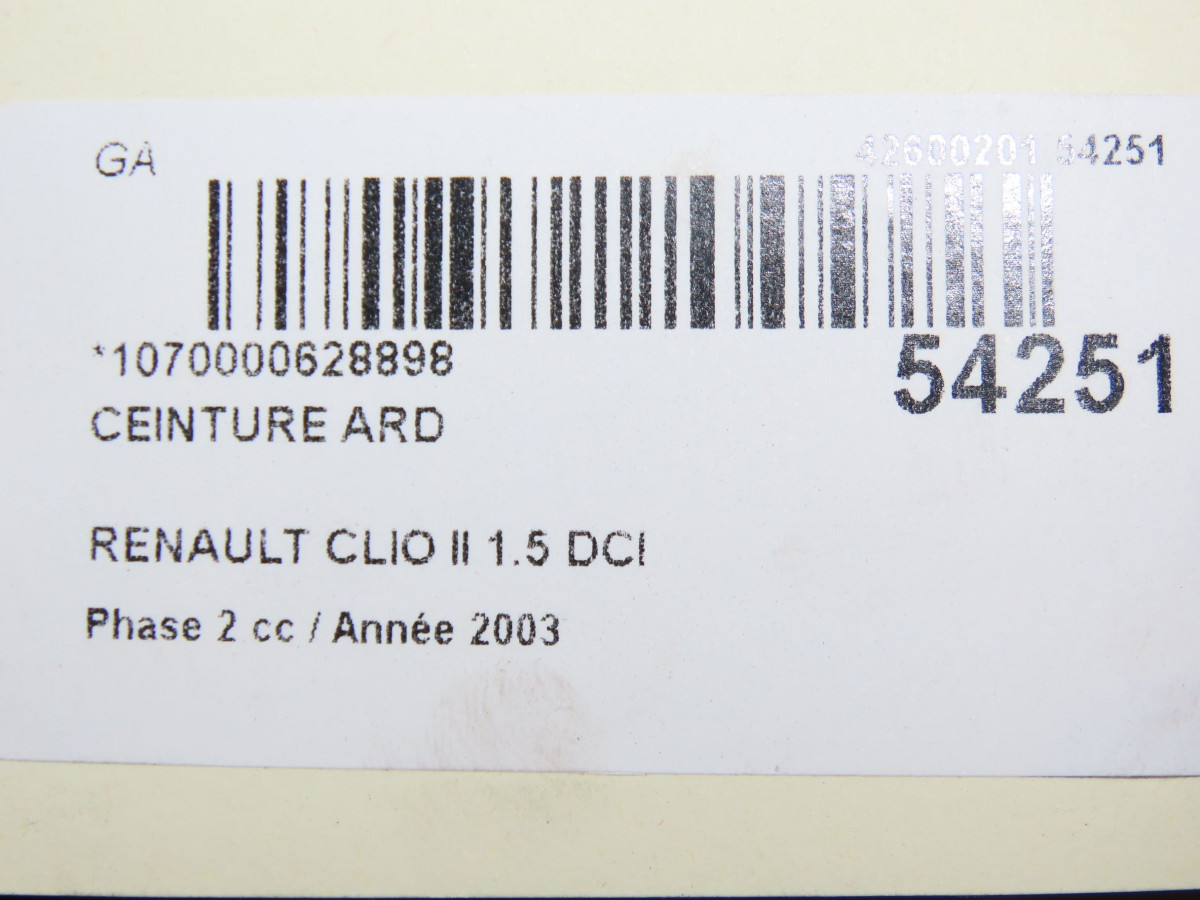 GA
42600201 54251
*1070000628898
54251
CEINTURE ARD
RENAULT CLIO II 1.5 DCI
Phase 2 cc / Année 2003